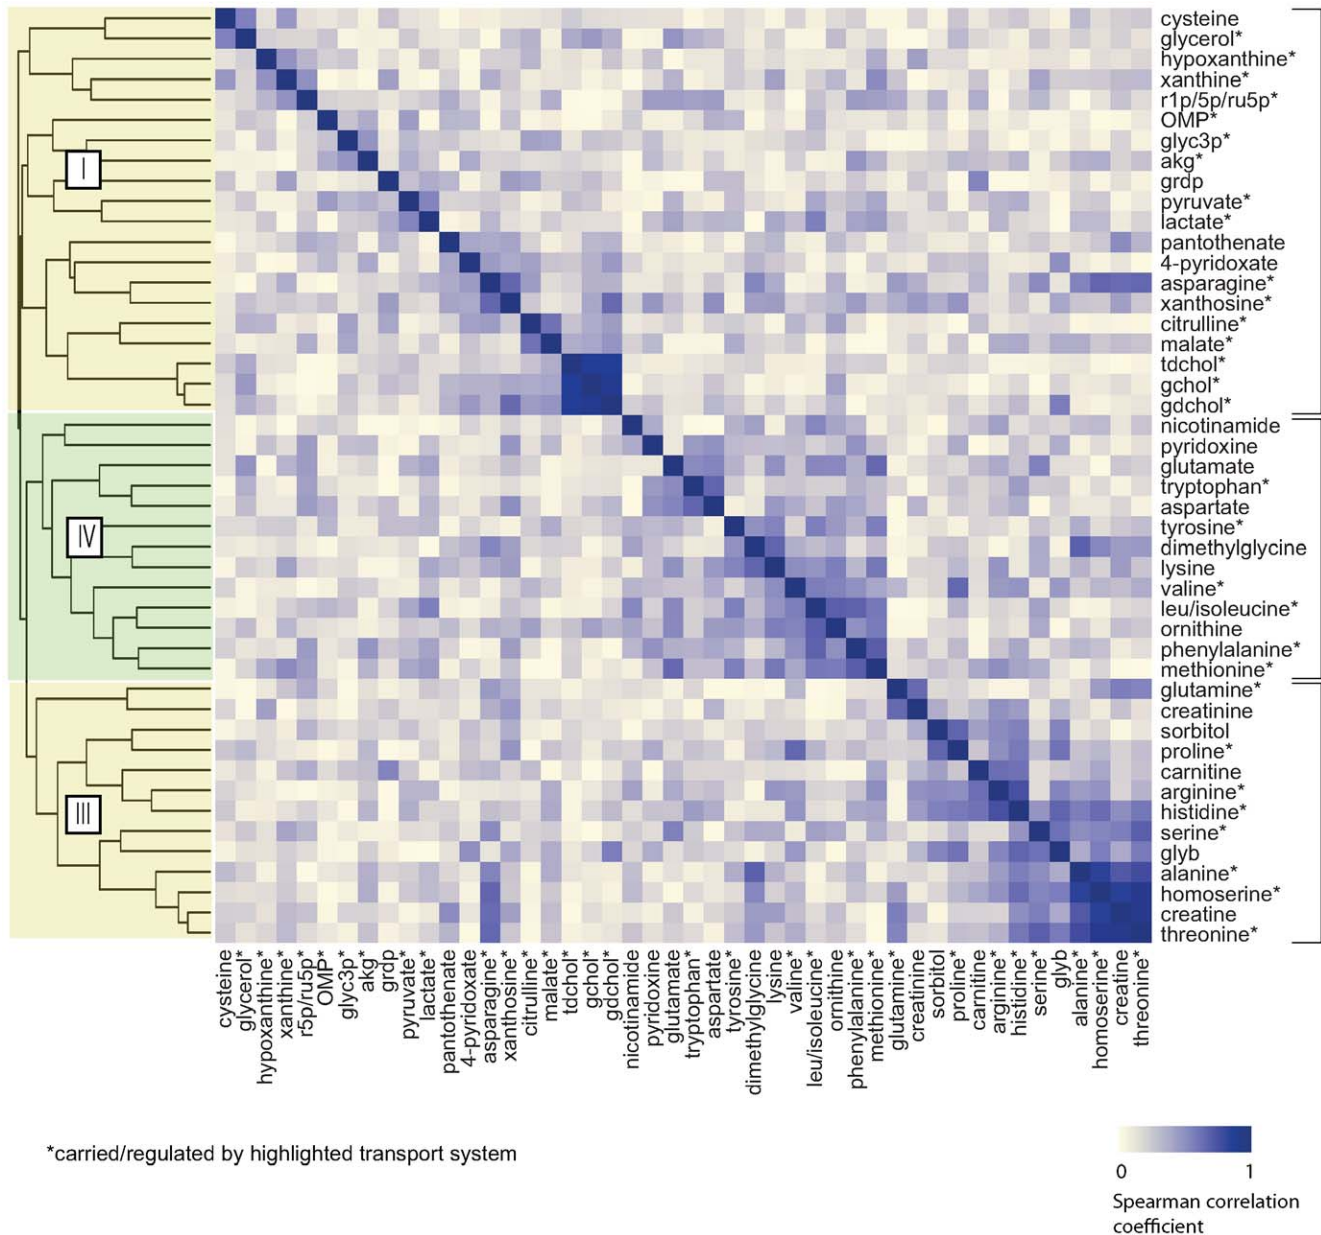 cysteine
glycerol*
hypoxanthine*
xanthine*
r1p/5p/ru5p*
OMP*
glyc3p*
akg*
grdp
pyruvate*
lactate*
pantothenate
4-pyridoxate
asparagine*
xanthosine*
citrulline*
malate*
tdchol*
gchol*
gdchol*
nicotinamide
pyridoxine
glutamate
tryptophan*
aspartate
tyrosine*
dimethylglycine
lysine
valine*
leu/isoleucine*
ornithine
phenylalanine*
methionine*
glutamine*
creatinine
sorbitol
proline*
carnitine
arginine*
histidine*
serine*
glyb
alanine*
homoserine*
creatine
threonine*
I
IV
III
cysteine
glycerol*
hypoxanthine*
xanthine*
r5p/ru5p*
OMP*
glyc3p*
akg*
grdp
pyruvate*
lactate*
pantothenate
4-pyridoxate
asparagine*
xanthosine*
citrulline*
malate*
tdchol*
gchol*
gdchol*
nicotinamide
pyridoxine
glutamate
tryptophan*
aspartate
tyrosine*
dimethylglycine
lysine
valine*
leu/isoleucine*
ornithine
phenylalanine*
methionine*
glutamine*
creatinine
sorbitol
proline*
carnitine
arginine*
histidine*
serine*
glyb
alanine*
homoserine*
creatine
threonine*
*carried/regulated by highlighted transport system
0 1
Spearman correlation
coefficient